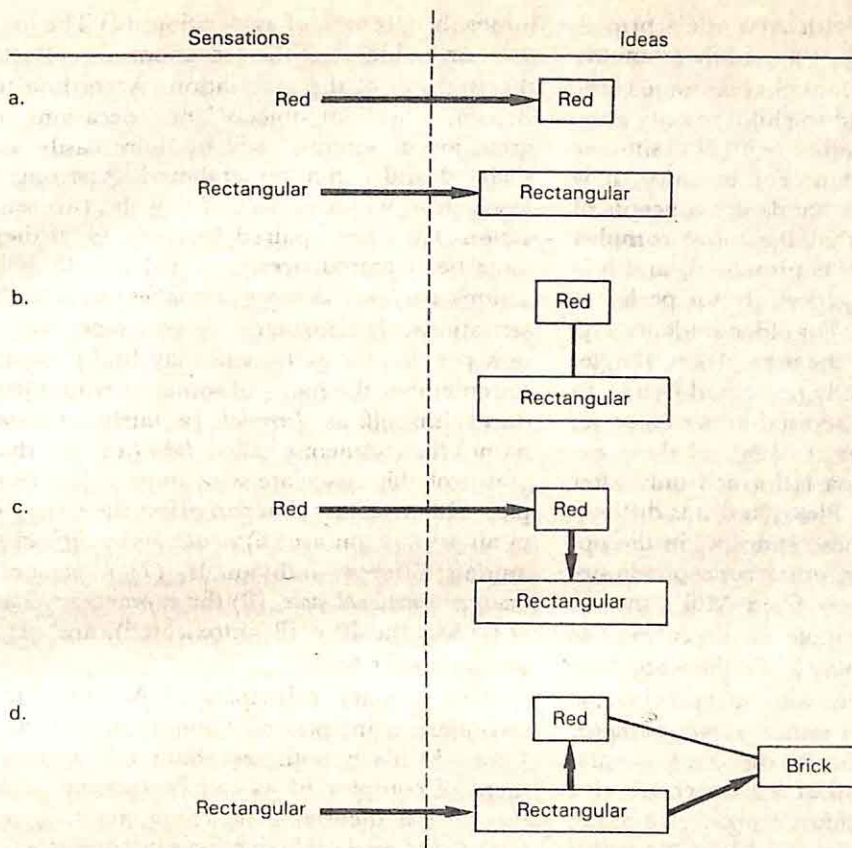 Sensations Ideas
a. Red Red
Rectangular Rectangular
b. Red
Rectangular
c. Red Red
Rectangular
d. Red
Brick
Rectangular Rectangular